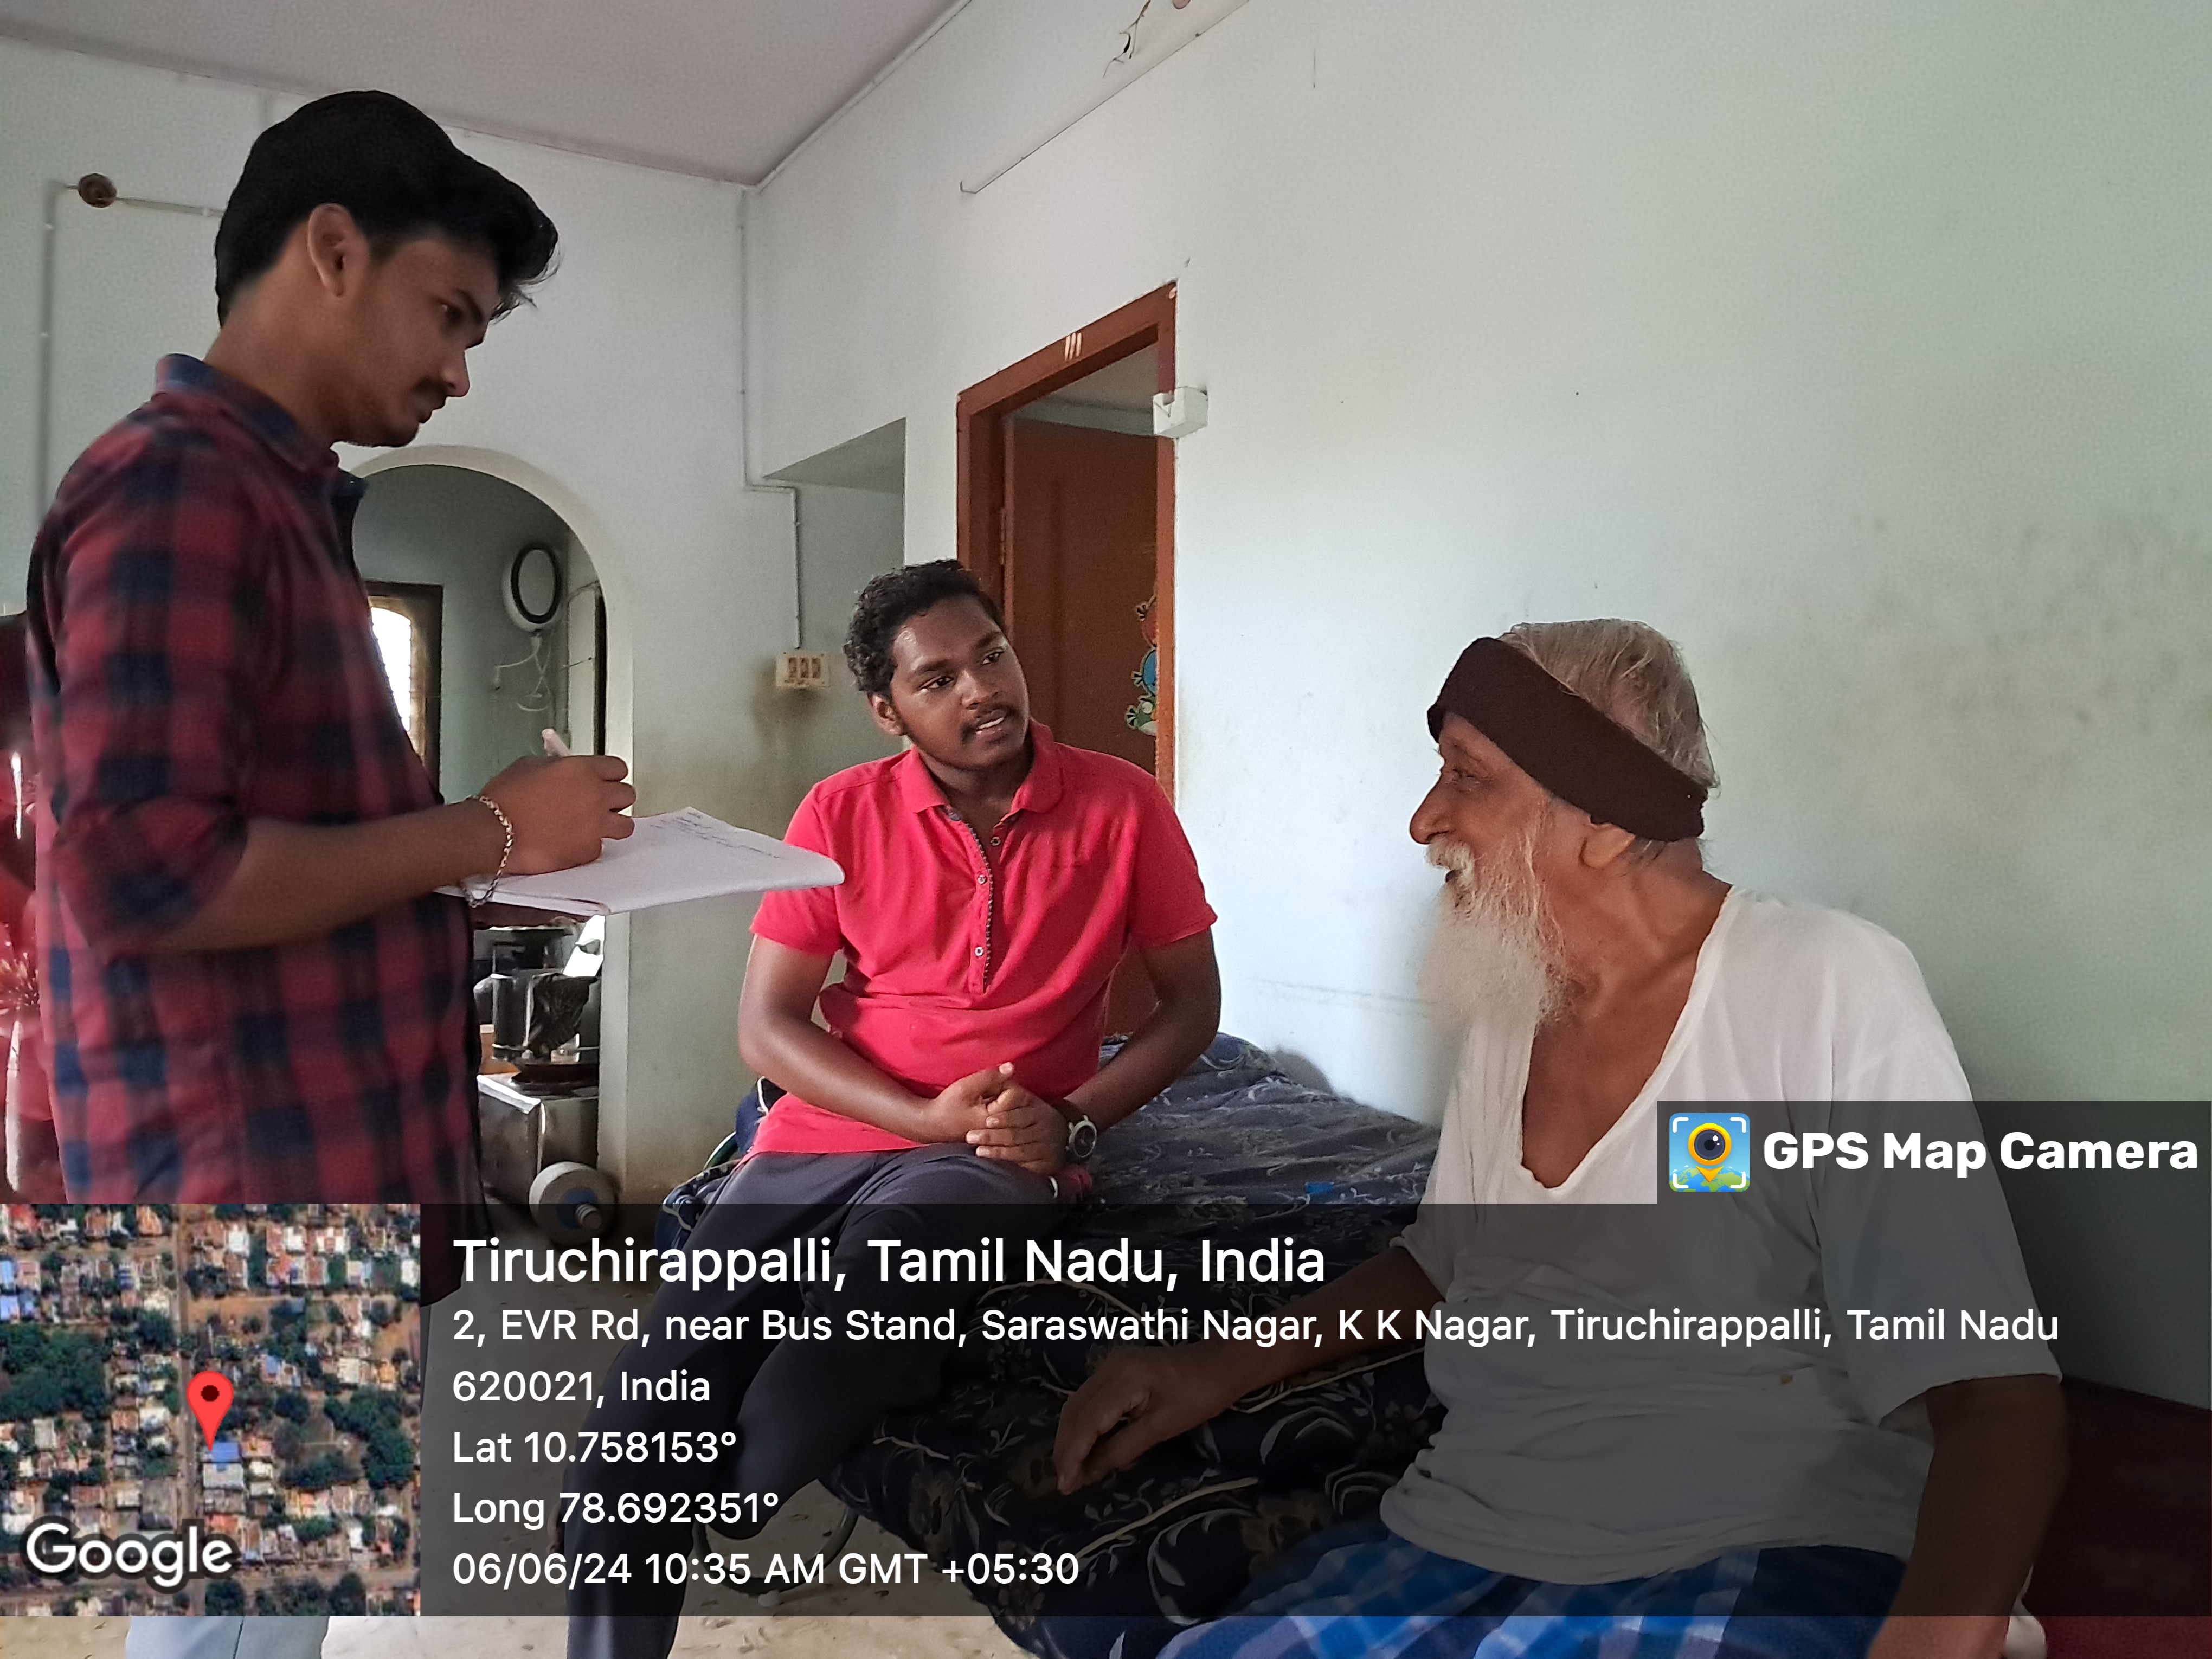 GPS Map Camera
Tiruchirappalli, Tamil Nadu, India
2, EVR Rd, near Bus Stand, Saraswathi Nagar, K K Nagar, Tiruchirappalli, Tamil Nadu
620021, India
Lat 10.758153°
Long 78.692351°
06/06/24 10:35 AM GMT +05:30
Google